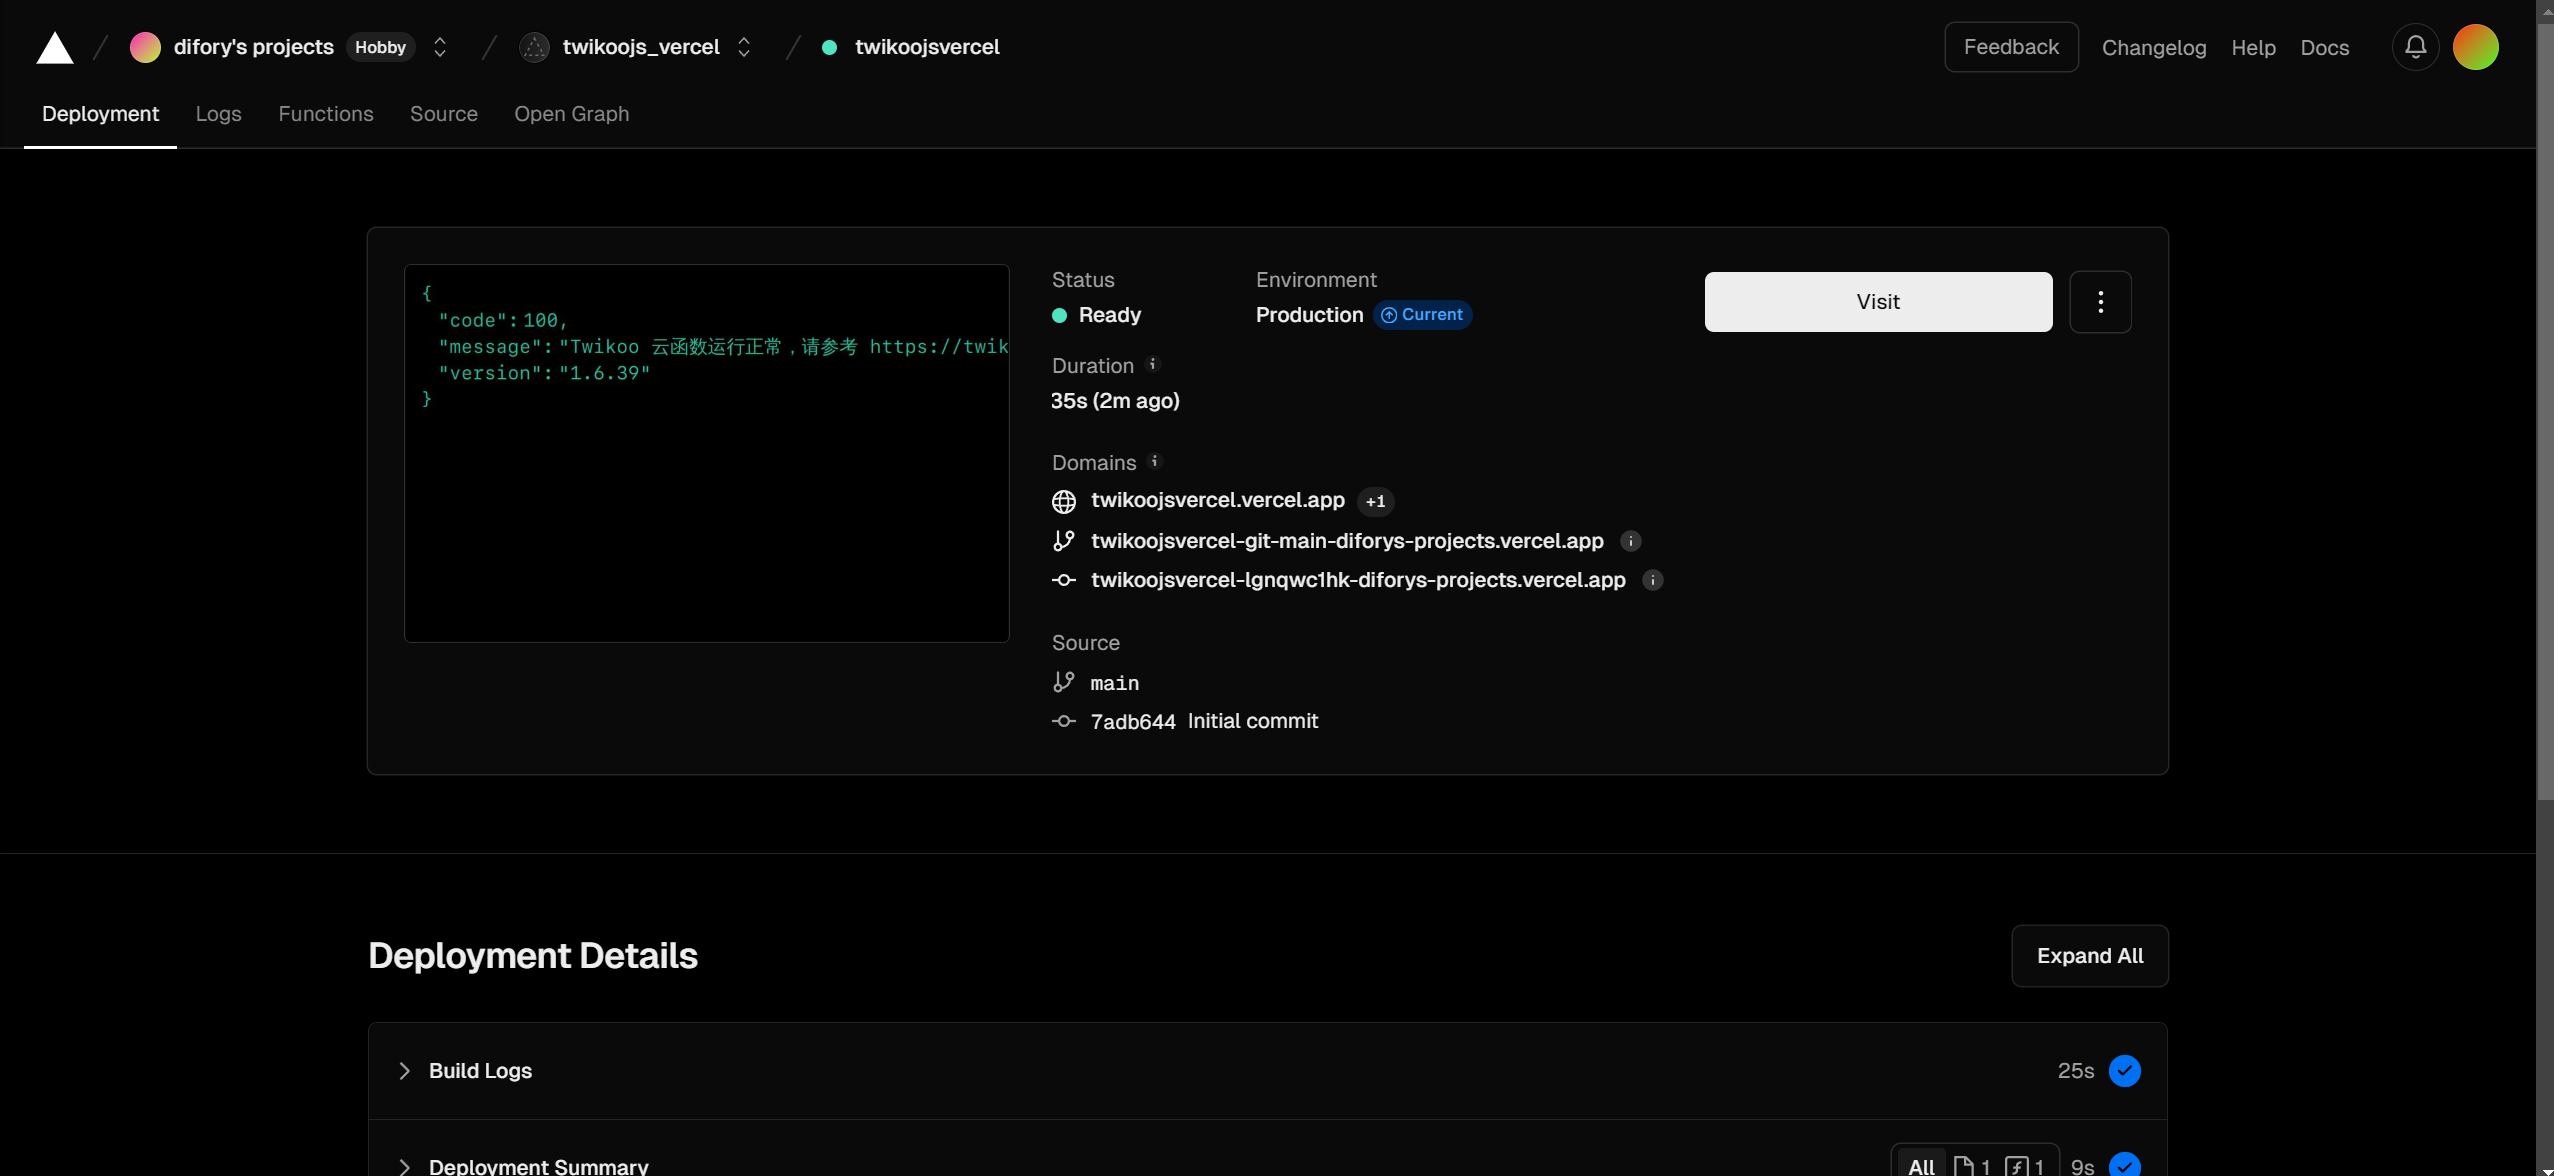 difory's projects Hobby twikoojs_vercel twikoojsvercel Feedback Changelog Help Docs
Deployment Logs Functions Source Open Graph
{
"code": 100,
"message": "Twikoo 云函数运行正常，请参考 https://twik
"version": "1.6.39"
}
Status
Ready
Environment
Production Current
Visit
Duration
35s (2m ago)
Domains
twikoojsvercel.vercel.app +1
twikoojsvercel-git-main-diforys-projects.vercel.app
twikoojsvercel-lgnqwc1hk-diforys-projects.vercel.app
Source
main
7adb644 Initial commit
Deployment Details
Expand All
Build Logs 25s
Deployment Summary All 1 1 9s